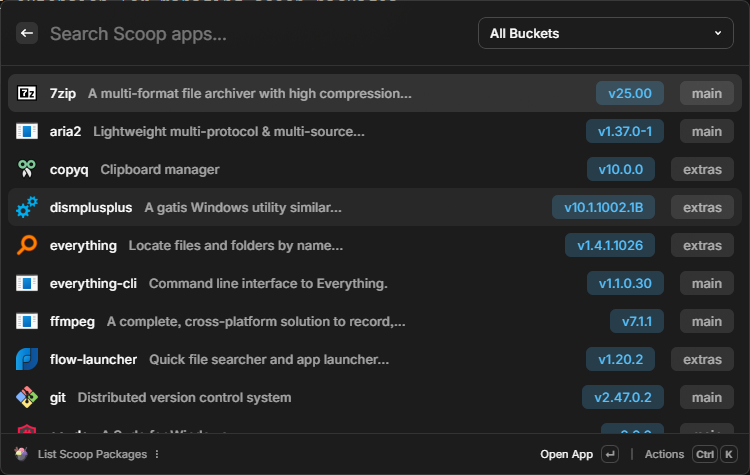 Search Scoop apps...
All Buckets
7zip A multi-format file archiver with high compression... v25.00 main
aria2 Lightweight multi-protocol & multi-source... v1.37.0-1 main
copyq Clipboard manager v10.0.0 extras
dismplusplus A gatis Windows utility similar... v10.1.1002.1B extras
everything Locate files and folders by name... v1.4.1.1026 extras
everything-cli Command line interface to Everything. v1.1.0.30 main
ffmpeg A complete, cross-platform solution to record,... v7.1.1 main
flow-launcher Quick file searcher and app launcher... v1.20.2 extras
git Distributed version control system v2.47.0.2 main
List Scoop Packages
Open App
Actions Ctrl K